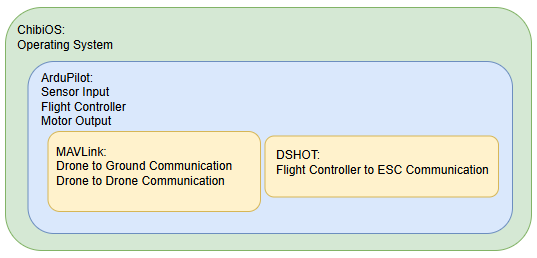 ChibiOS:
Operating System
ArduPilot:
Sensor Input
Flight Controller
Motor Output
MAVLink:
Drone to Ground Communication
Drone to Drone Communication
DSHOT:
Flight Controller to ESC Communication